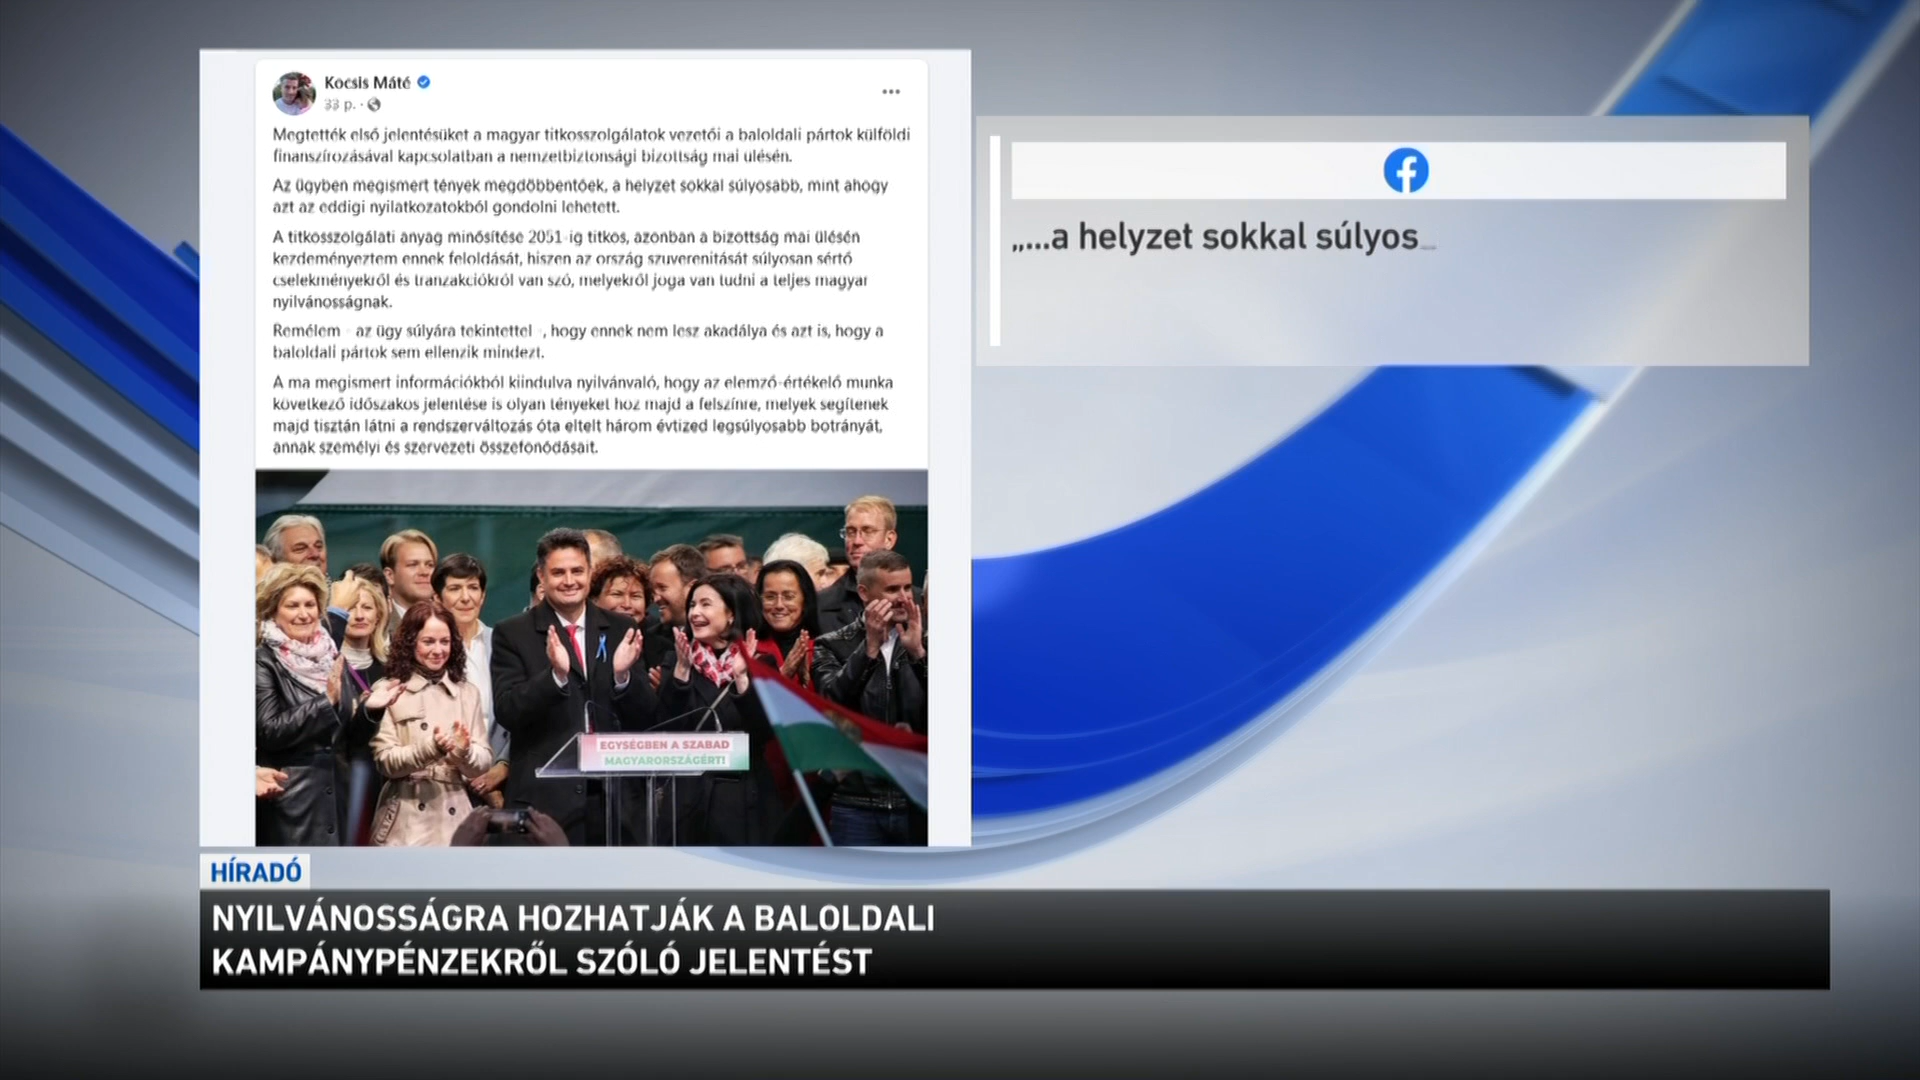 Kocsis Máté
33 p.
Megtették első jelentésüket a magyar titkosszolgálatok vezetői a baloldali pártok külföldi
finanszírozásával kapcsolatban a nemzetbiztonsági bizottság mai ülésén.
Az ügyben megismert tények megdöbbentőek, a helyzet sokkal súlyosabb, mint ahogy
azt az eddigi nyilatkozatokból gondolni lehetett.
A titkosszolgálati anyag minősítése 2051-ig titkos, azonban a bizottság mai ülésén
kezdeményeztem ennek feloldását, hiszen az ország szuverenitását súlyosan sértő
cselekményekről és tranzakciókról van szó, melyekről joga van tudni a teljes magyar
nyilvánosságnak.
Remélem - az ügy súlyára tekintettel -, hogy ennek nem lesz akadálya és azt is, hogy a
baloldali pártok sem ellenzik mindezt.
A ma megismert információkból kiindulva nyilvánvaló, hogy az elemző-értékelő munka
következő időszakos jelentése is olyan tényeket hoz majd a felszínre, melyek segítenek
majd tisztán látni a rendszerváltozás óta eltelt három évtized legsúlyosabb botrányát,
annak személyi és szervezeti összefonódásait.
„...a helyzet sokkal súlyos
EGYSÉGBEN A SZABAD
MAGYARORSZÁGÉRT!
HÍRADÓ
NYILVÁNOSSÁGRA HOZHATJÁK A BALOLDALI
KAMPÁNYPÉNZEKRŐL SZÓLÓ JELENTÉST